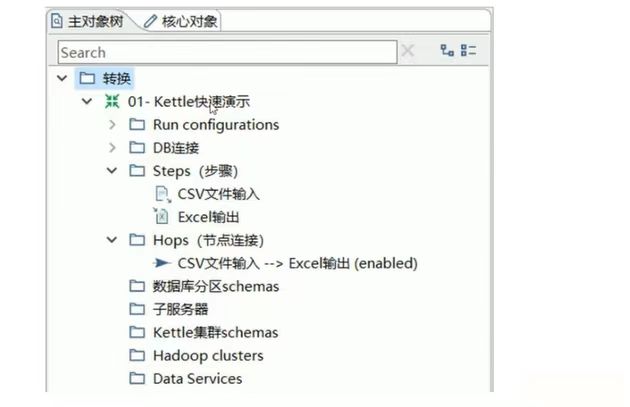 主对象树 核心对象
Search
转换
01- Kettle快速演示
Run configurations
DB连接
Steps（步骤）
CSV文件输入
Excel输出
Hops（节点连接）
CSV文件输入 --> Excel输出 (enabled)
数据库分区schemas
子服务器
Kettle集群schemas
Hadoop clusters
Data Services